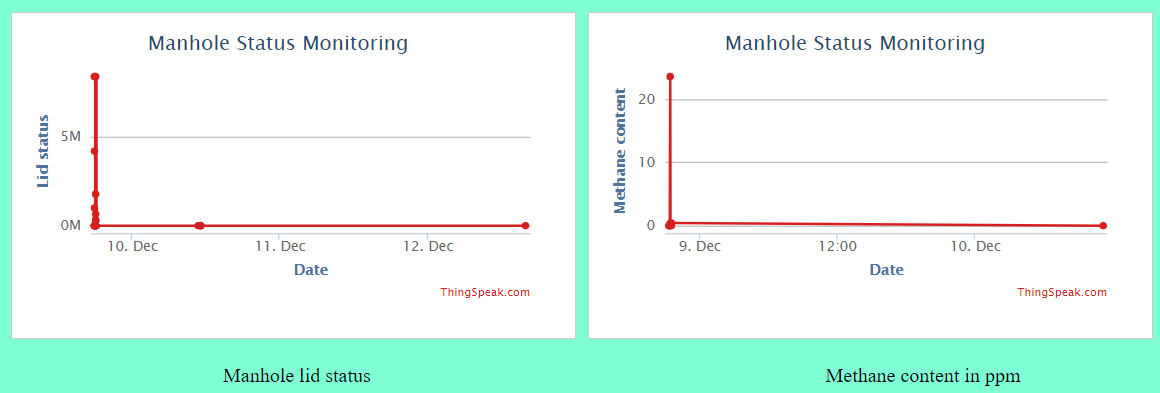 Manhole Status Monitoring
Lid status
5M
0M
10. Dec 11. Dec 12. Dec
Date
ThingSpeak.com
Manhole lid status
Manhole Status Monitoring
Methane content
20
10
0
9. Dec 12:00 10. Dec
Date
ThingSpeak.com
Methane content in ppm